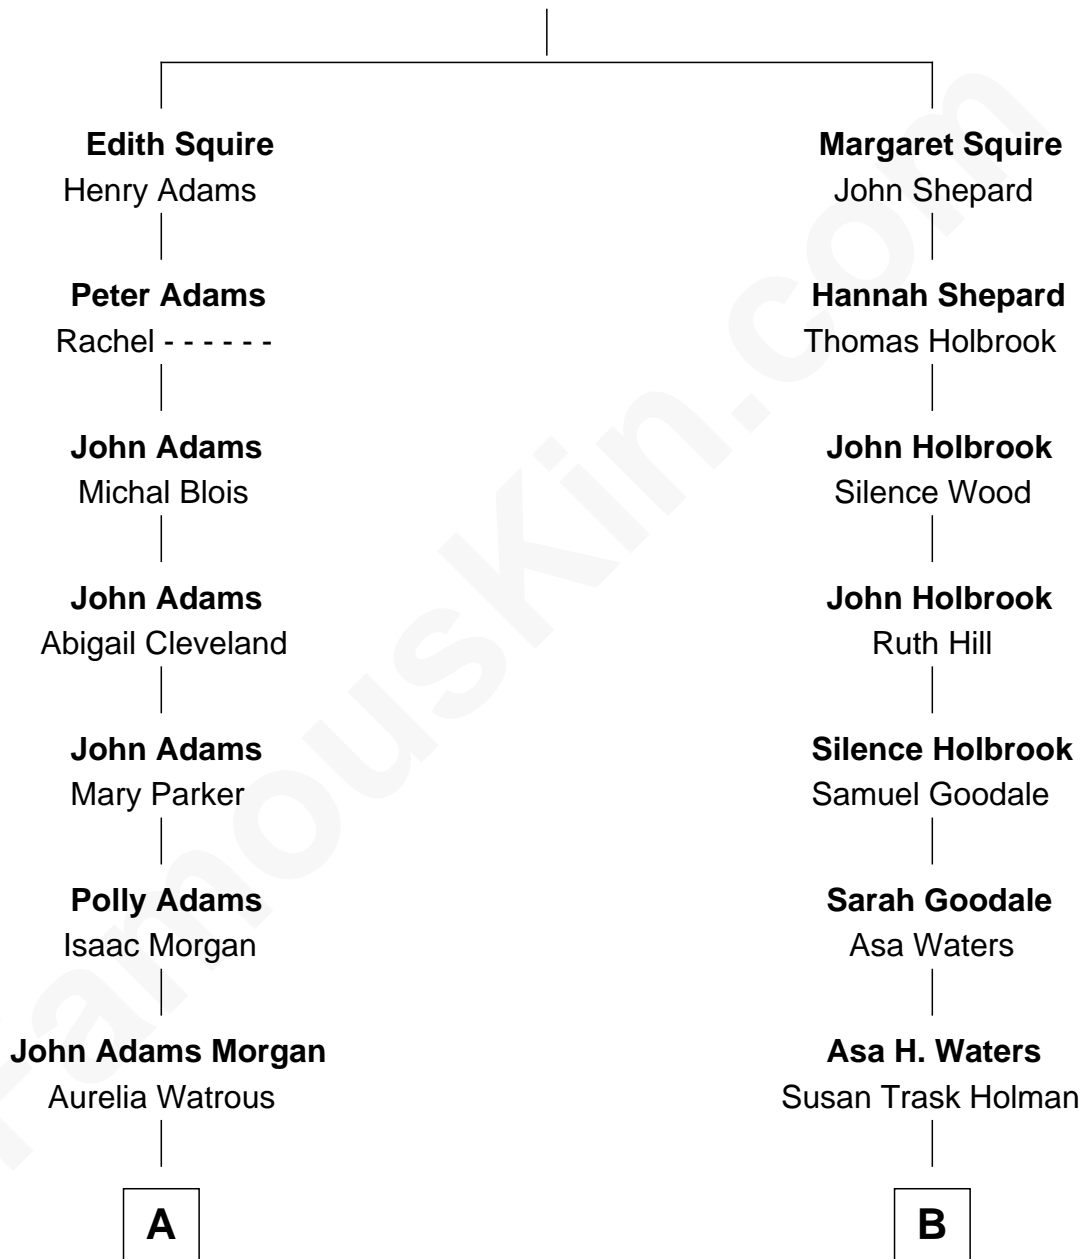 Edith Squire
Henry Adams
Peter Adams
Rachel - - - - - -
John Adams
Michal Blois
John Adams
Abigail Cleveland
John Adams
Mary Parker
Polly Adams
Isaac Morgan
John Adams Morgan
Aurelia Watrous
A
Margaret Squire
John Shepard
Hannah Shepard
Thomas Holbrook
John Holbrook
Silence Wood
John Holbrook
Ruth Hill
Silence Holbrook
Samuel Goodale
Sarah Goodale
Asa Waters
Asa H. Waters
Susan Trask Holman
B
FamousKin.com